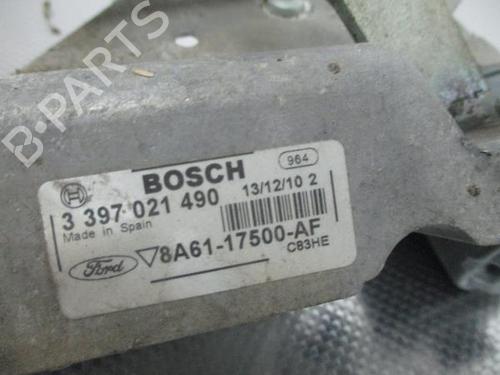 B-PARTS
BOSCH
964
3 397 021 490
13/12/10 2
Made in Spain
Ford
8A61-17500-AF
C83HE